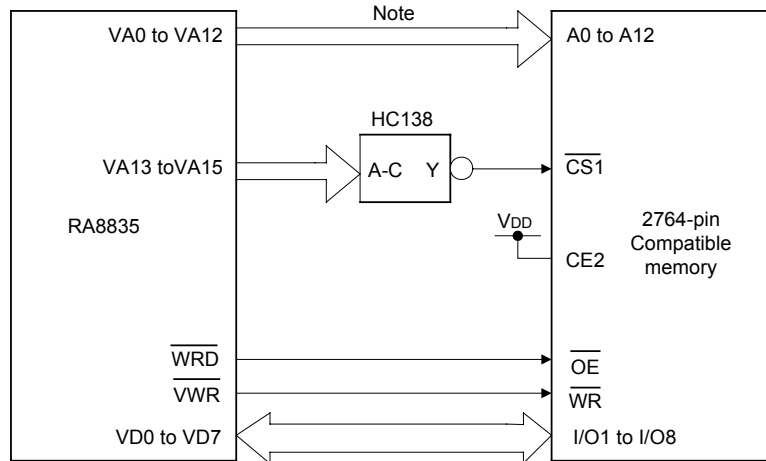 Note
VA0 to VA12
A0 to A12
HC138
VA13 toVA15
A-C Y
CS1
RA8835
VDD
2764-pin
Compatible
memory
CE2
WRD
OE
VWR
WR
VD0 to VD7
I/O1 to I/O8